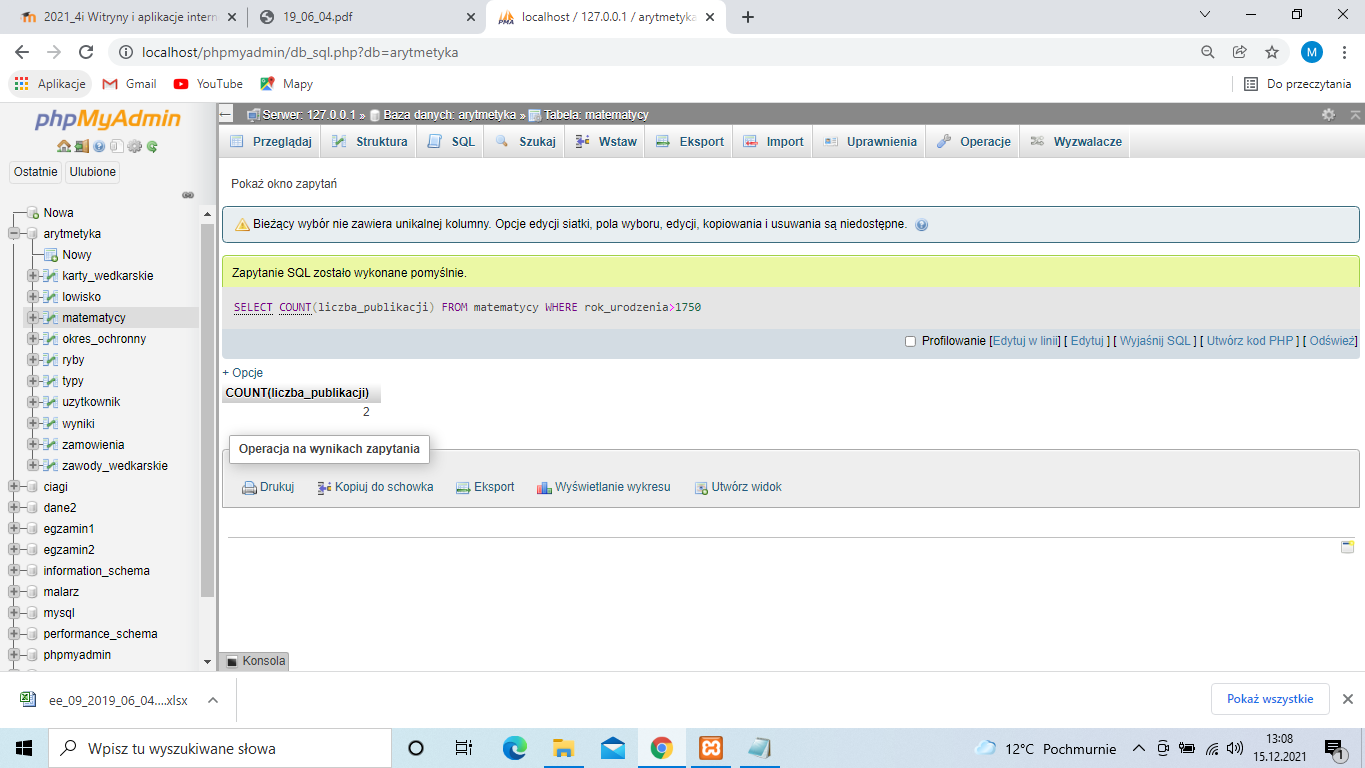 2021_4i Witryny i aplikacje intern
19_06_04.pdf
localhost / 127.0.0.1 / arytmetyka
localhost/phpmyadmin/db_sql.php?db=arytmetyka
M
Aplikacje
Gmail
YouTube
Mapy
Do przeczytania
phpMyAdmin
Ostatnie
Ulubione
Nowa
arytmetyka
Nowy
karty_wedkarskie
lowisko
matematycy
okres_ochronny
ryby
typy
uzytkownik
wyniki
zamowienia
zawody_wedkarskie
ciagi
dane2
egzamin1
egzamin2
information_schema
malarz
mysql
performance_schema
phpmyadmin
Serwer: 127.0.0.1 » Baza danych: arytmetyka » Tabela: matematycy
Przeglądaj
Struktura
SQL
Szukaj
Wstaw
Eksport
Import
Uprawnienia
Operacje
Wyzwalacze
Pokaż okno zapytań
Bieżący wybór nie zawiera unikalnej kolumny. Opcje edycji siatki, pola wyboru, edycji, kopiowania i usuwania są niedostępne.
Zapytanie SQL zostało wykonane pomyślnie.
SELECT COUNT(liczba_publikacji) FROM matematycy WHERE rok_urodzenia>1750
Profilowanie [Edytuj w linii] [ Edytuj ] [ Wyjaśnij SQL ] [ Utwórz kod PHP ] [ Odśwież]
+ Opcje
COUNT(liczba_publikacji)
2
Operacja na wynikach zapytania
Drukuj
Kopiuj do schowka
Eksport
Wyświetlanie wykresu
Utwórz widok
Konsola
ee_09_2019_06_04....xlsx
Pokaż wszystkie
Wpisz tu wyszukiwane słowa
12°C Pochmurnie
13:08
15.12.2021
1